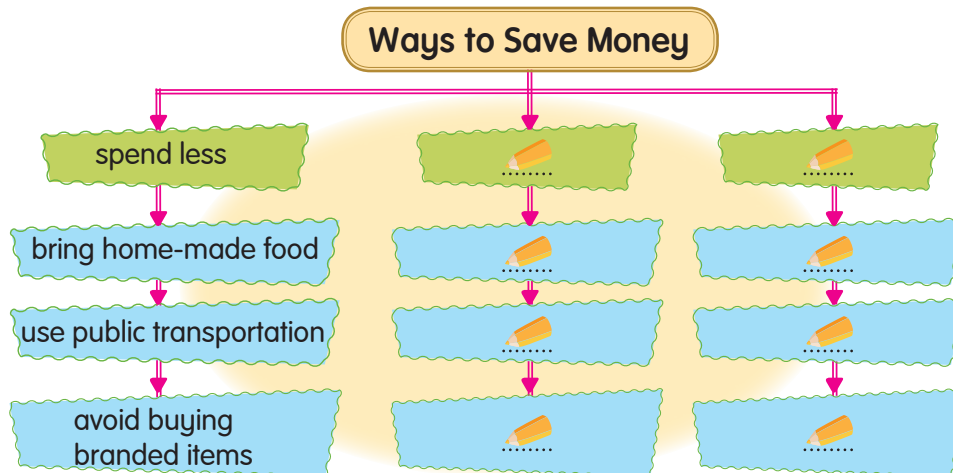 Ways to Save Money
spend less
........
........
bring home-made food
........
........
use public transportation
........
........
avoid buying
branded items
........
........